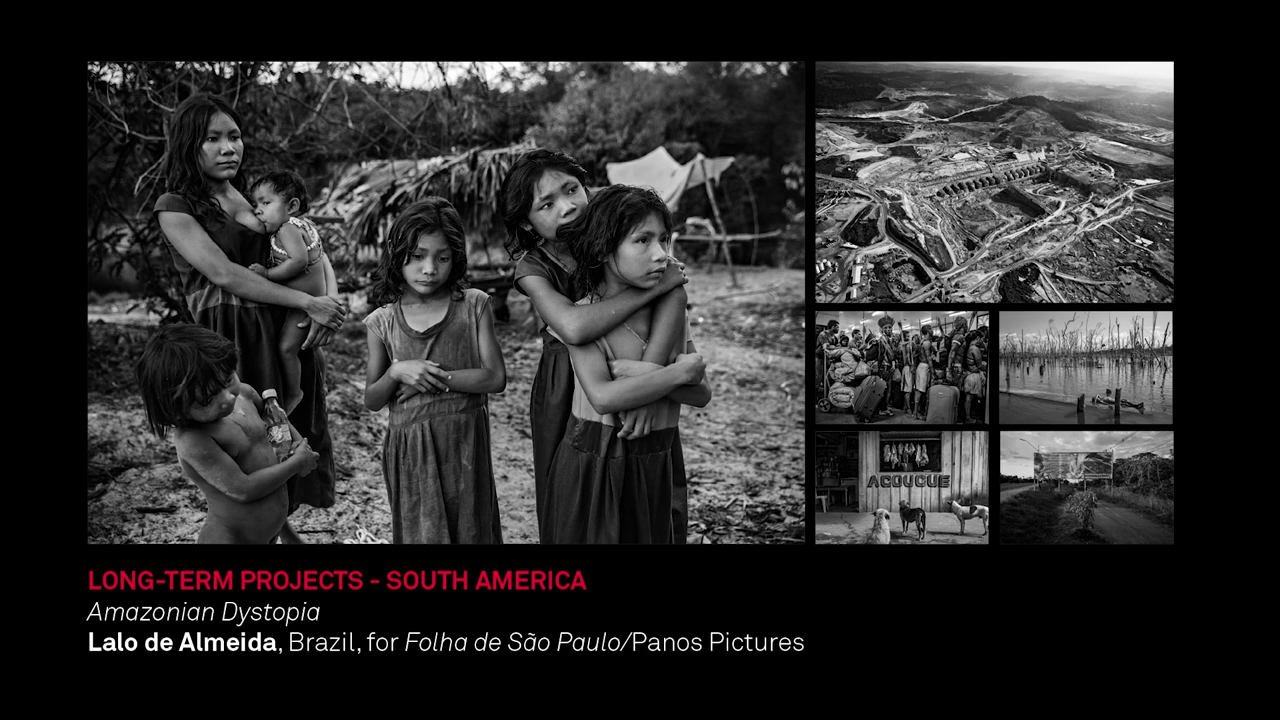 AÇOUGUE
LONG-TERM PROJECTS - SOUTH AMERICA
Amazonian Dystopia
Lalo de Almeida, Brazil, for Folha de São Paulo/Panos Pictures